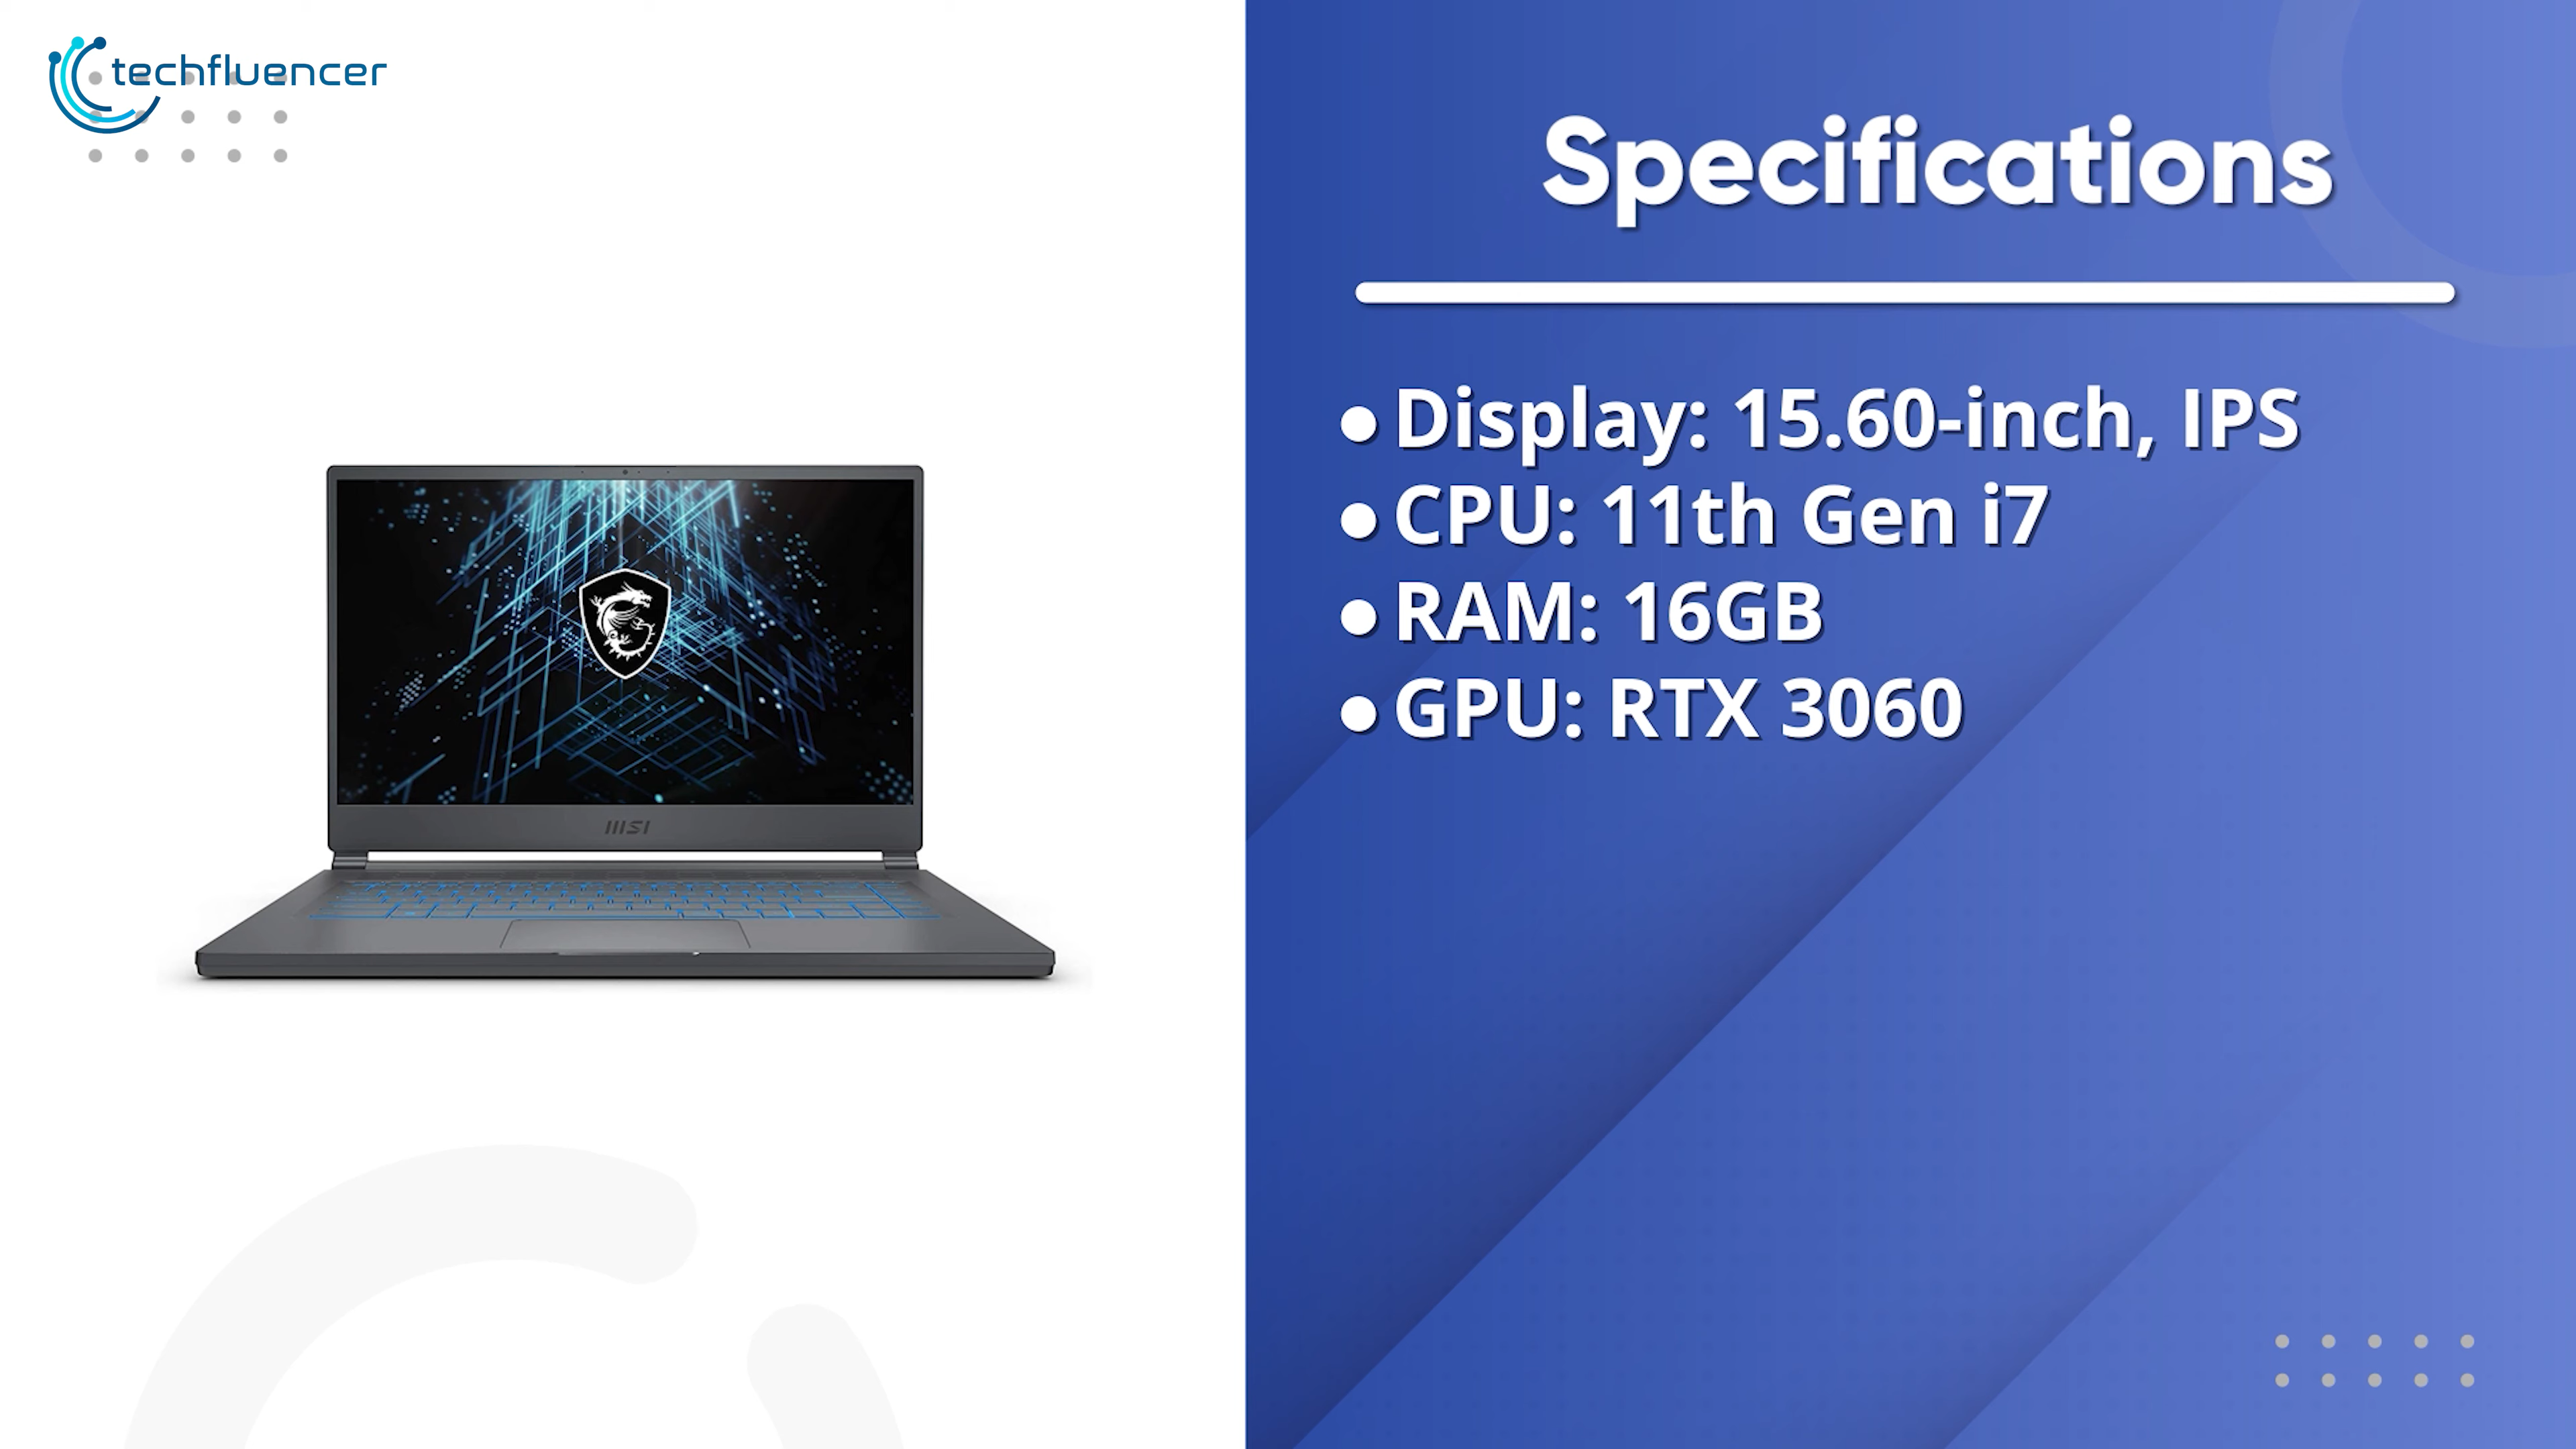 techfluencer
Specifications
● Display: 15.60-inch, IPS
● CPU: 11th Gen i7
● RAM: 16GB
● GPU: RTX 3060
msi